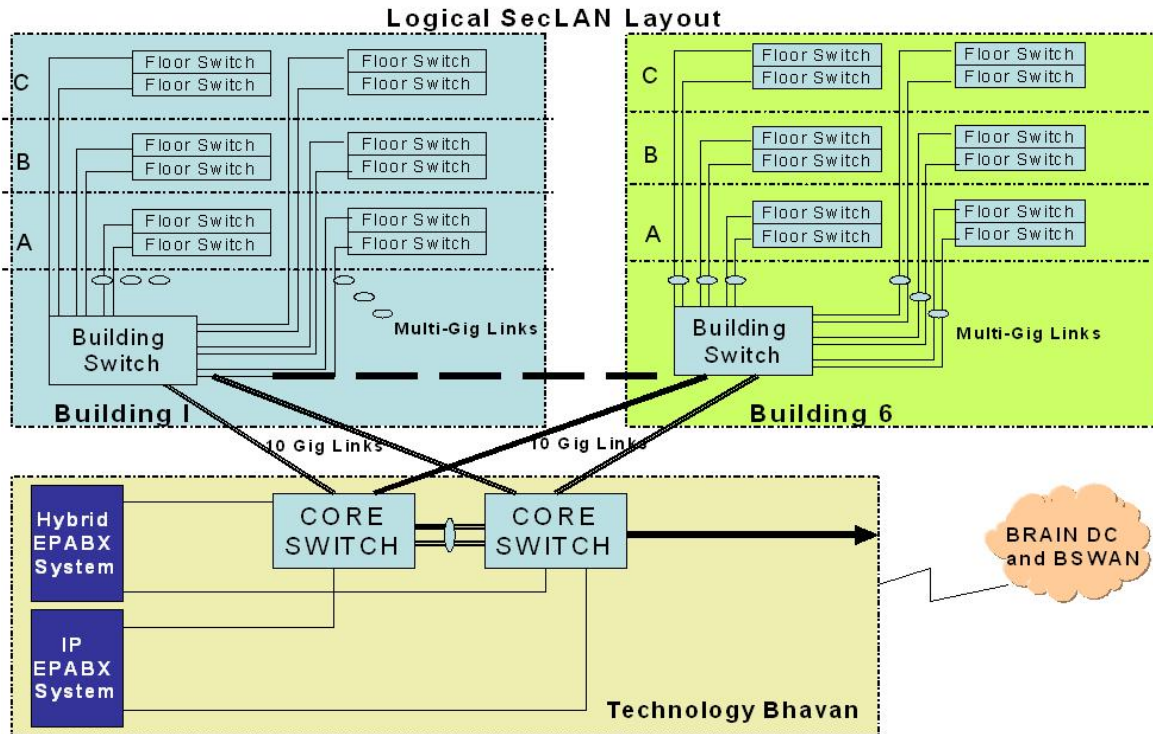 Logical SecLAN Layout
C
Floor Switch
Floor Switch
Floor Switch
Floor Switch
B
Floor Switch
Floor Switch
Floor Switch
Floor Switch
A
Floor Switch
Floor Switch
Floor Switch
Floor Switch
Multi-Gig Links
Building
Switch
Building I
C
Floor Switch
Floor Switch
Floor Switch
Floor Switch
B
Floor Switch
Floor Switch
Floor Switch
Floor Switch
A
Floor Switch
Floor Switch
Floor Switch
Floor Switch
Multi-Gig Links
Building
Switch
Building 6
10 Gig Links
10 Gig Links
Hybrid
EPABX
System
CORE
SWITCH
CORE
SWITCH
IP
EPABX
System
Technology Bhavan
BRAIN DC
and BSWAN